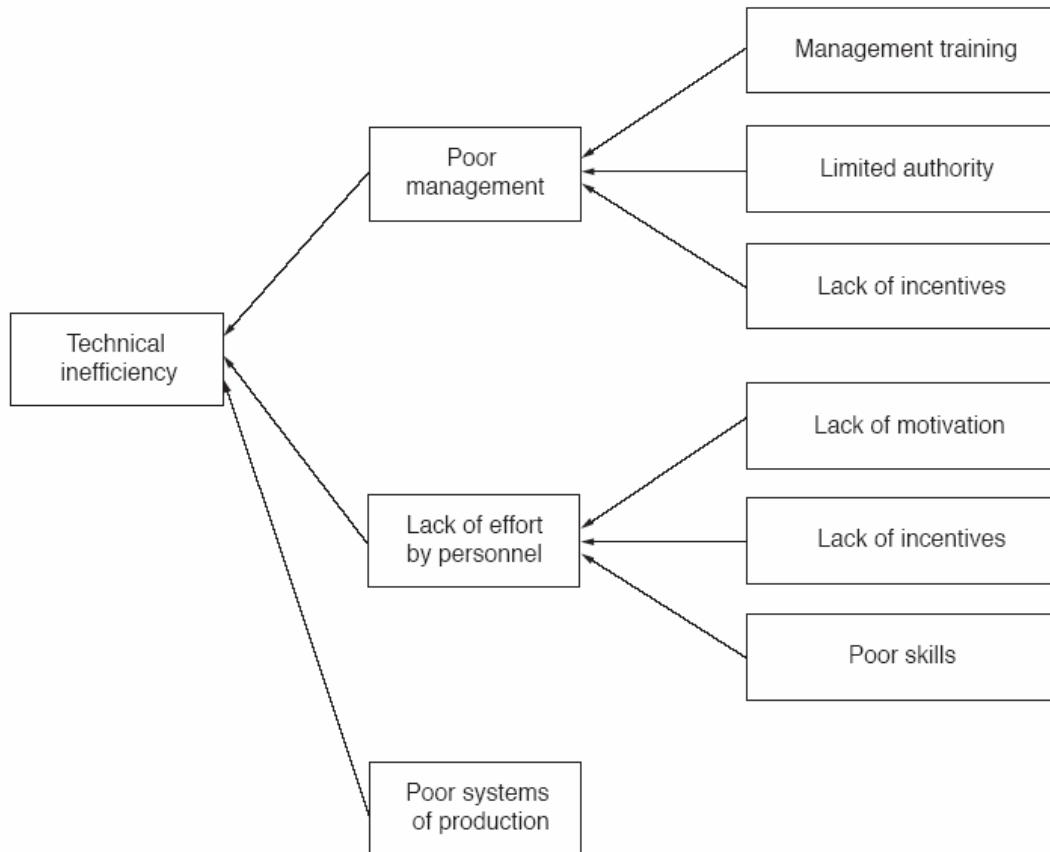 Management training
Poor
management
Limited authority
Lack of incentives
Technical
inefficiency
Lack of motivation
Lack of effort
by personnel
Lack of incentives
Poor skills
Poor systems
of production